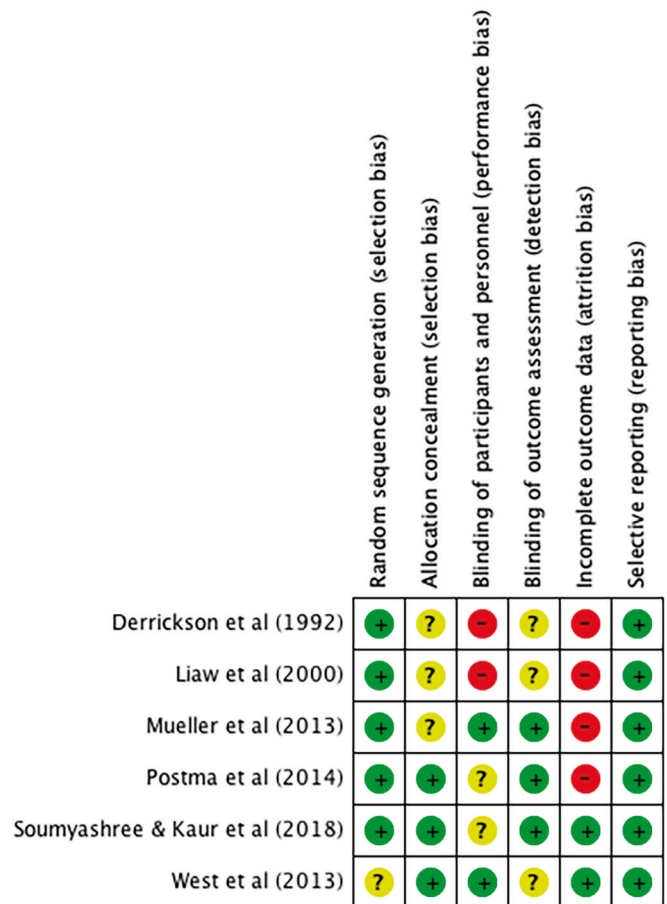 Random sequence generation (selection bias)
Allocation concealment (selection bias)
Blinding of participants and personnel (performance bias)
Blinding of outcome assessment (detection bias)
Incomplete outcome data (attrition bias)
Selective reporting (reporting bias)
Derrickson et al (1992) + ? - ? - +
Liaw et al (2000) + ? - ? - +
Mueller et al (2013) + ? + + - +
Postma et al (2014) + + ? + - +
Soumyashree & Kaur et al (2018) + + ? + + +
West et al (2013) ? + + ? + +